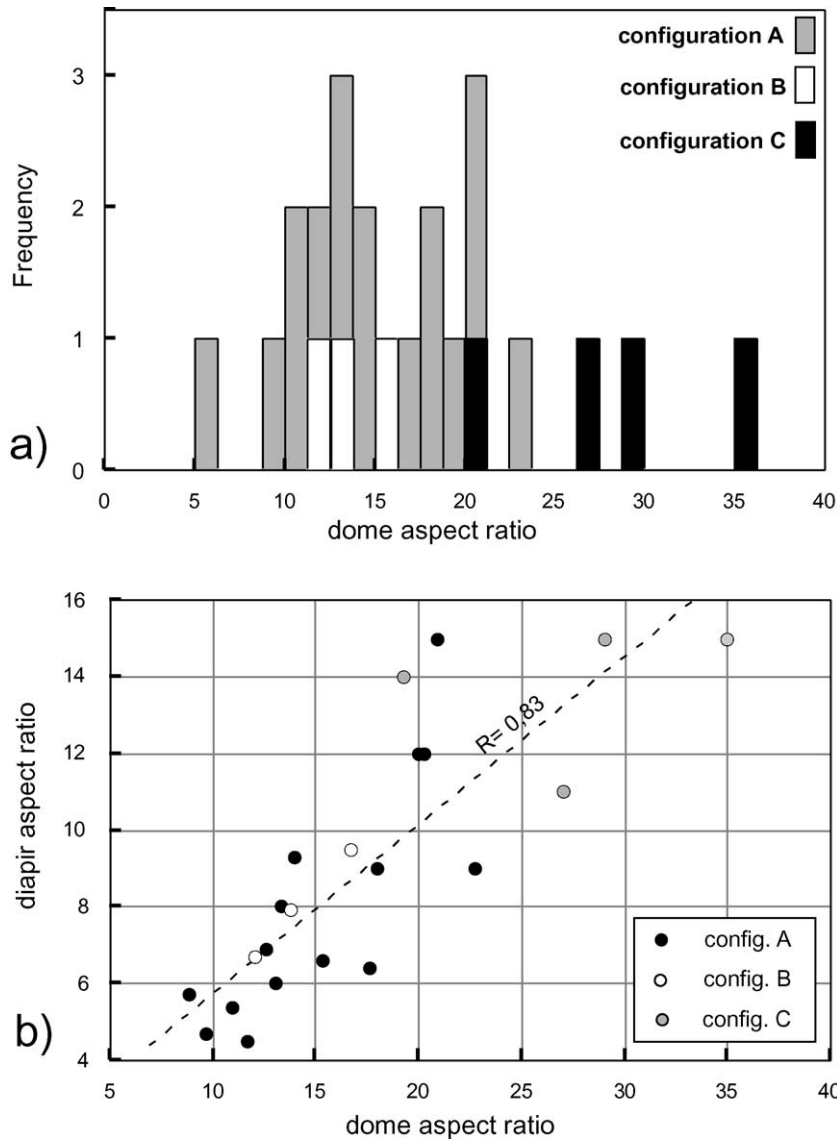 configuration A
configuration B
configuration C
3
2
1
0
Frequency
a)
0 5 10 15 20 25 30 35 40
dome aspect ratio
16
14
12
10
8
6
4
diapir aspect ratio
R= 0,83
config. A
config. B
config. C
b)
5 10 15 20 25 30 35 40
dome aspect ratio